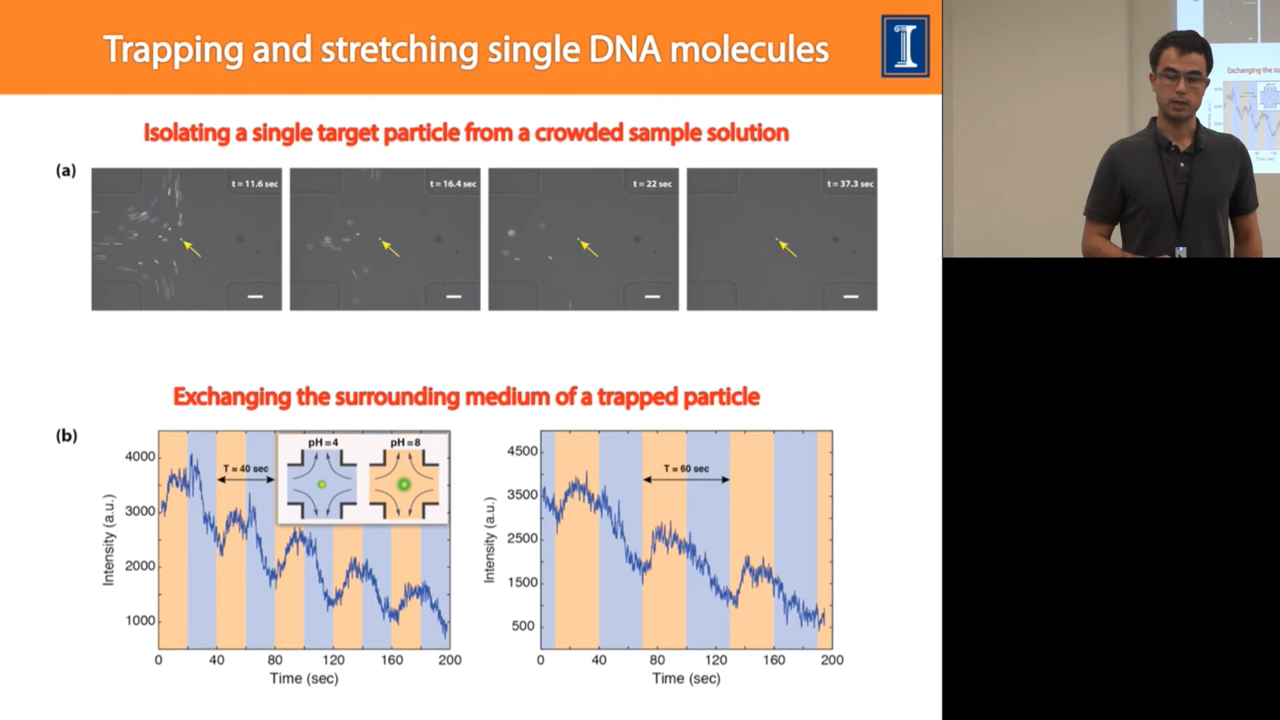 Trapping and stretching single DNA molecules
I
Isolating a single target particle from a crowded sample solution
(a)
t = 11.6 sec
t = 16.4 sec
t = 22 sec
t = 37.3 sec
Exchanging the surrounding medium of a trapped particle
(b)
Intensity (a.u.)
4000
3000
2000
1000
T = 40 sec
pH = 4
pH = 8
0 40 80 120 160 200
Time (sec)
Intensity (a.u.)
4500
3500
2500
1500
500
T = 60 sec
0 40 80 120 160 200
Time (sec)
Exchanging the su